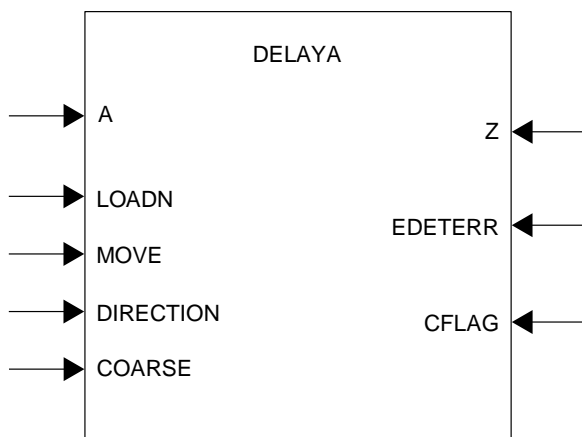 DELAYA
A
Z
LOADN
EDETERR
MOVE
DIRECTION
CFLAG
COARSE